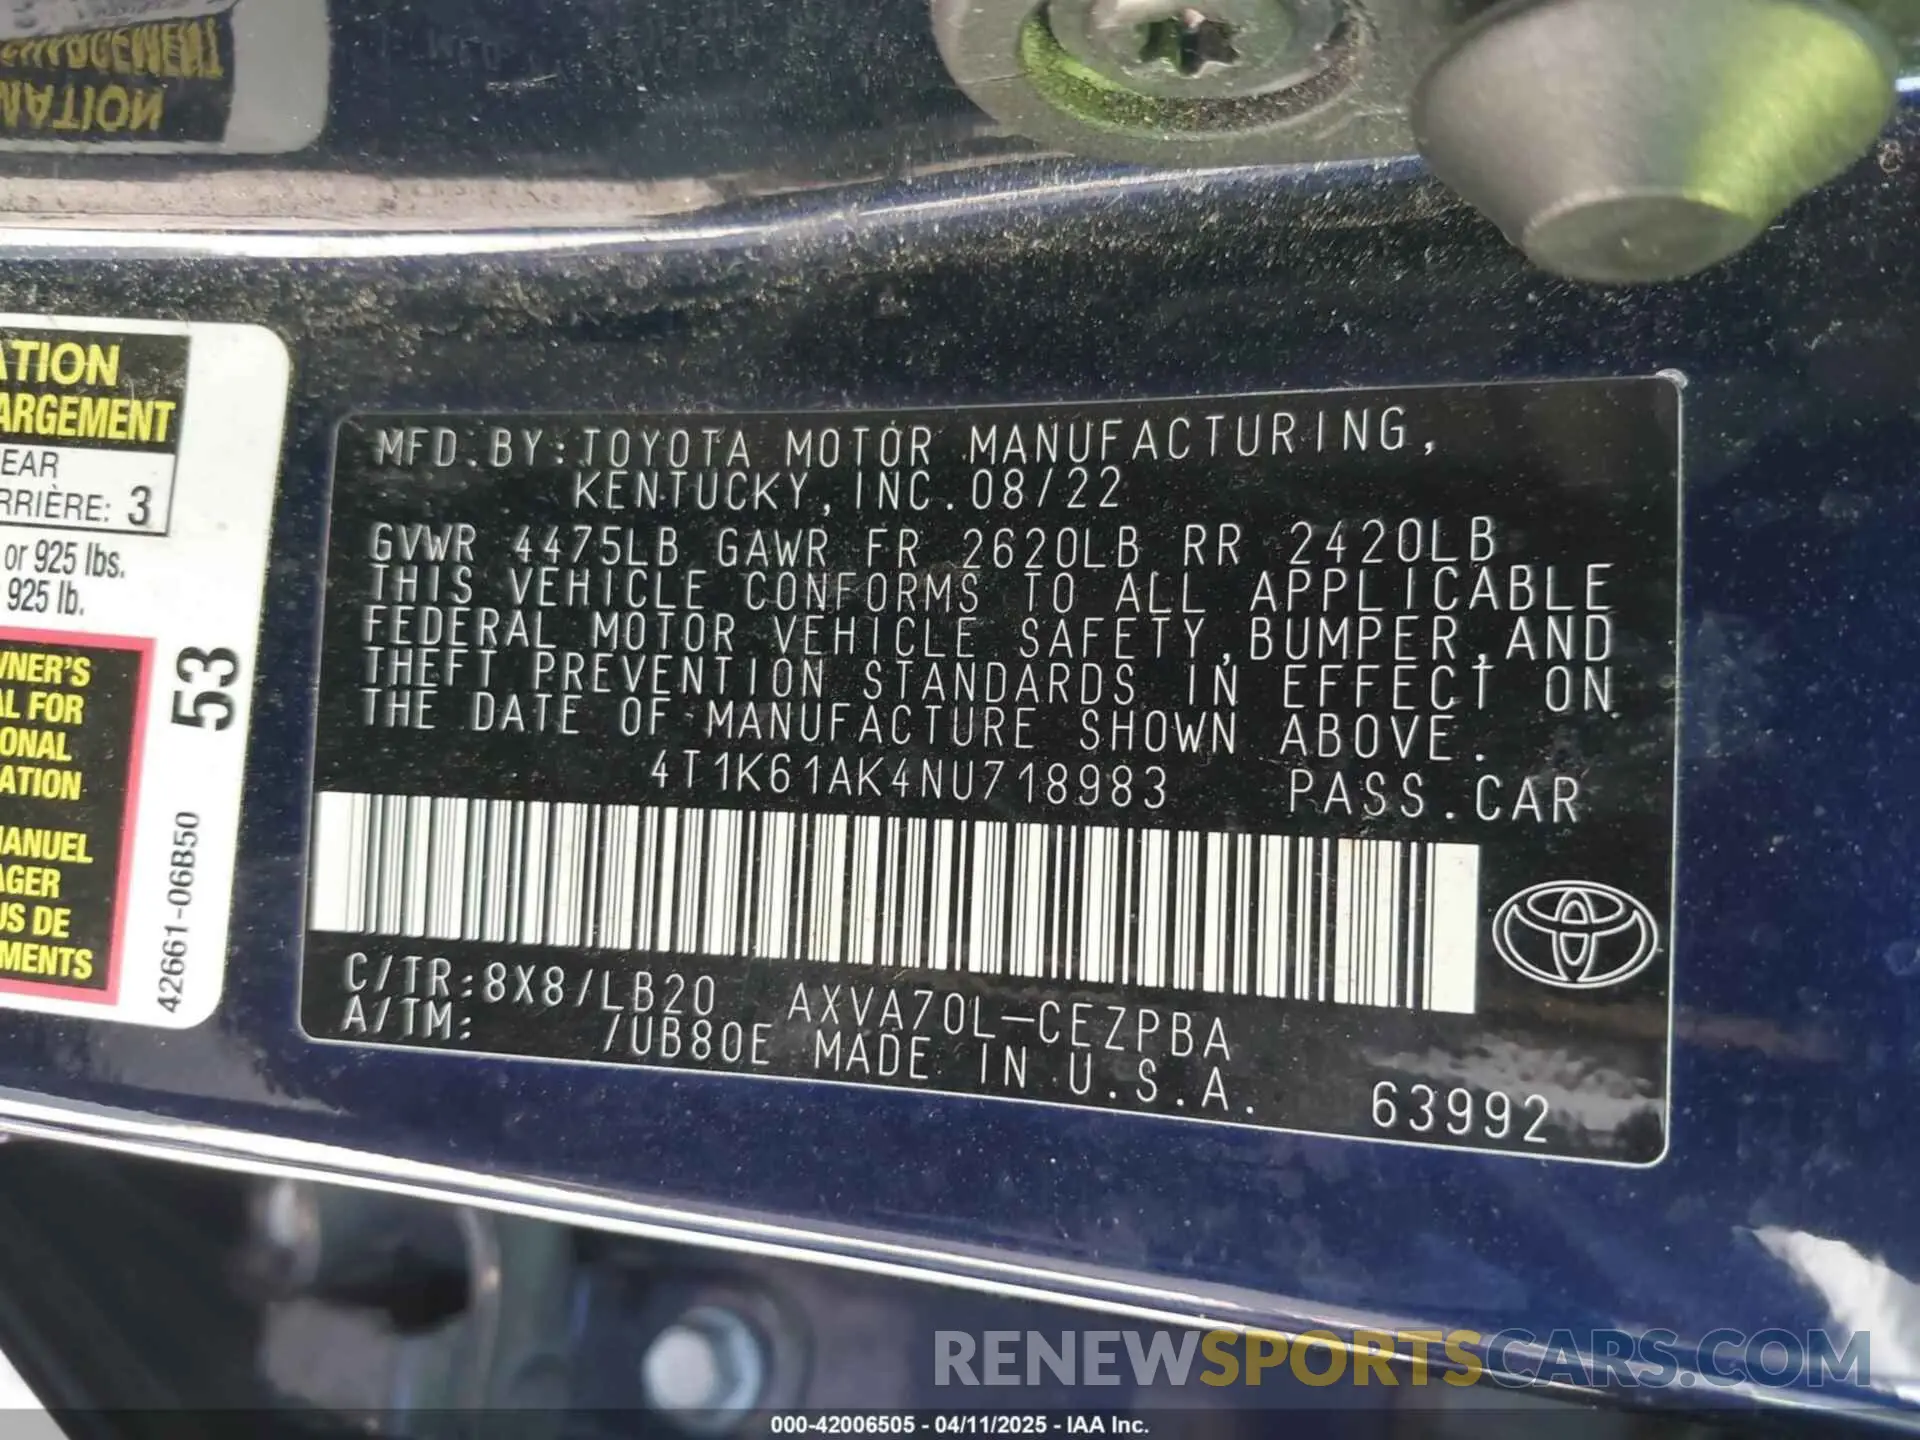 MATION
ARGEMENT
ATION
ARGEMENT
EAR
RRIÈRE: 3
or 925 lbs.
925 lb.
WNER'S
AL FOR
ONAL
ATION
MANUEL
AGER
US DE
MENTS
53
42661-06B50
MFD.BY:TOYOTA MOTOR MANUFACTURING,
KENTUCKY, INC. 08/22
GVWR 4475LB GAWR FR 2620LB RR 2420LB
THIS VEHICLE CONFORMS TO ALL APPLICABLE
FEDERAL MOTOR VEHICLE SAFETY,BUMPER,AND
THEFT PREVENTION STANDARDS IN EFFECT ON
THE DATE OF MANUFACTURE SHOWN ABOVE.
4T1K61AK4NU718983 PASS.CAR
C/TR:8X8/LB20 AXVA70L-CEZPBA
A/TM: /UB80E MADE IN U.S.A.
63992
RENEWSPORTSCARS.COM
000-42006505 - 04/11/2025 - IAA Inc.